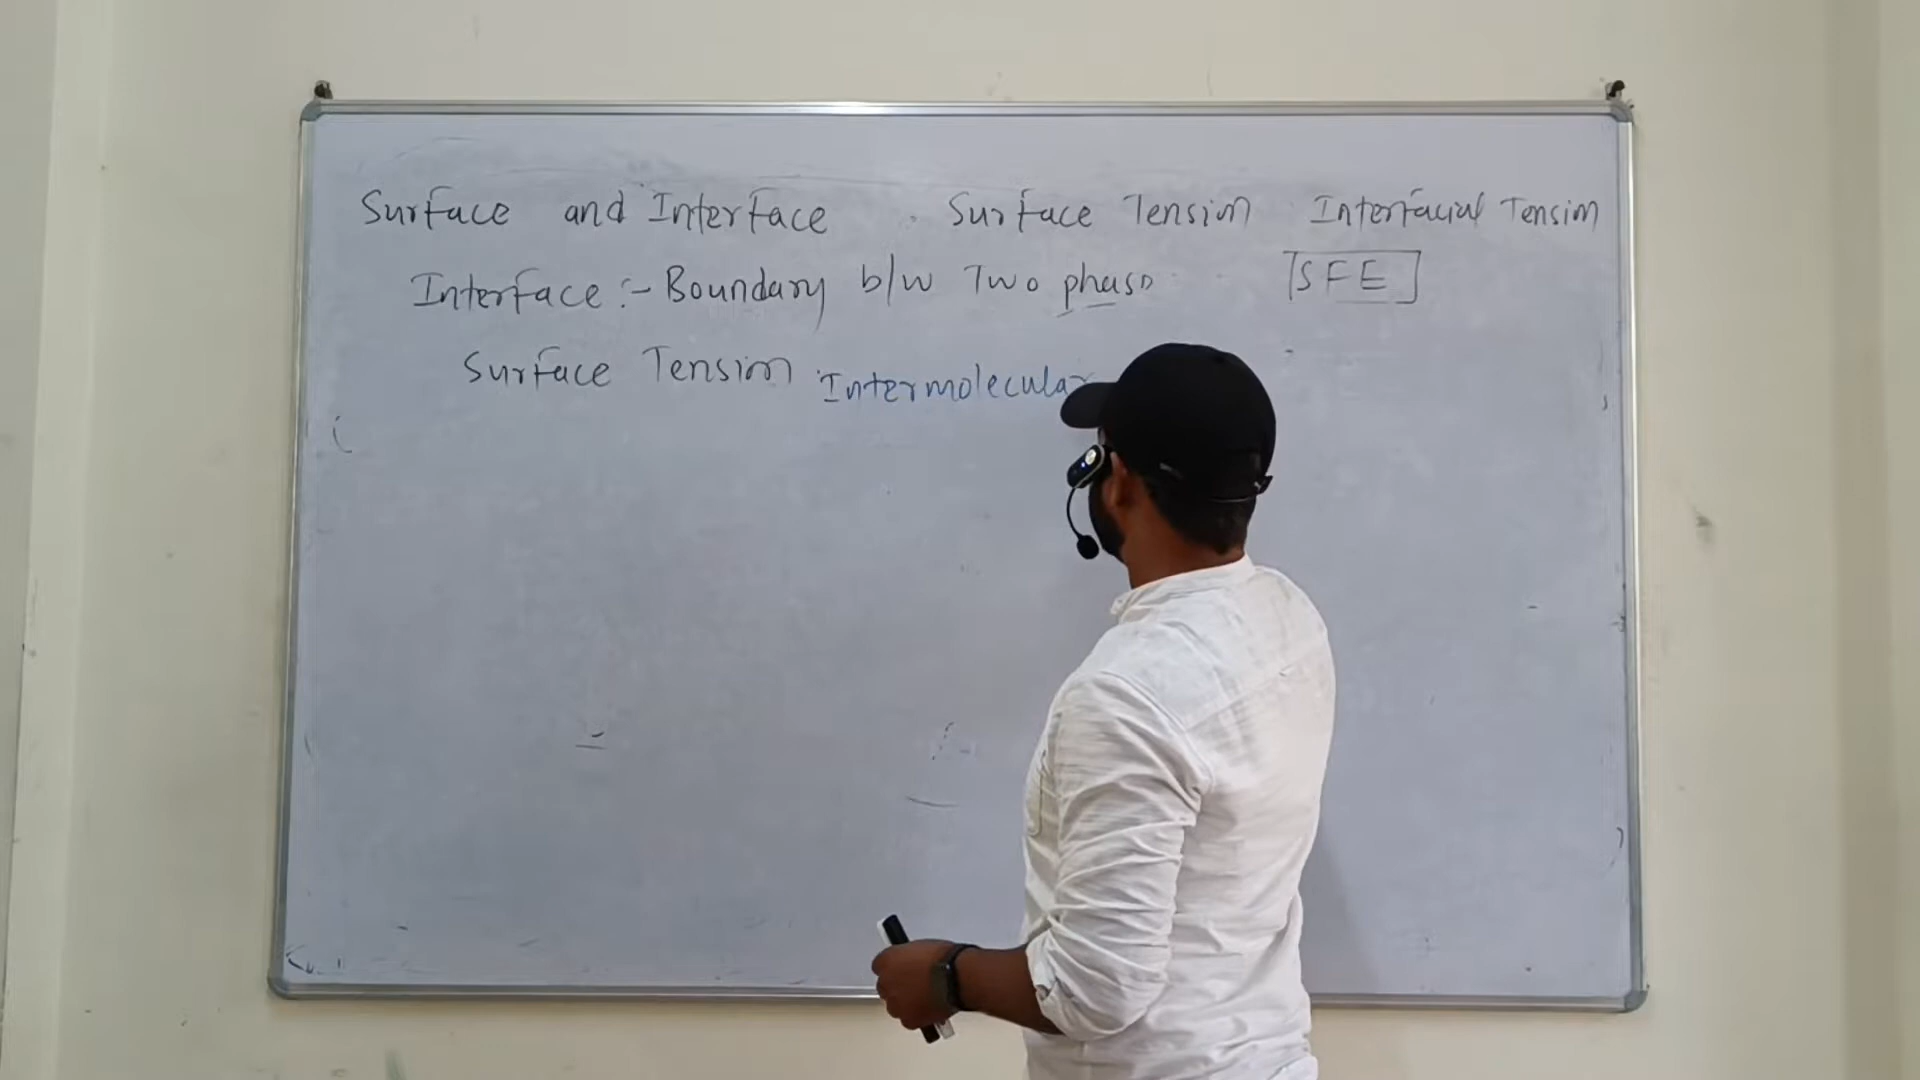 Surface and Interface Surface Tension Interfacial Tension
Interface :- Boundary b/w Two phase
SFE
Surface Tension Intermolecular